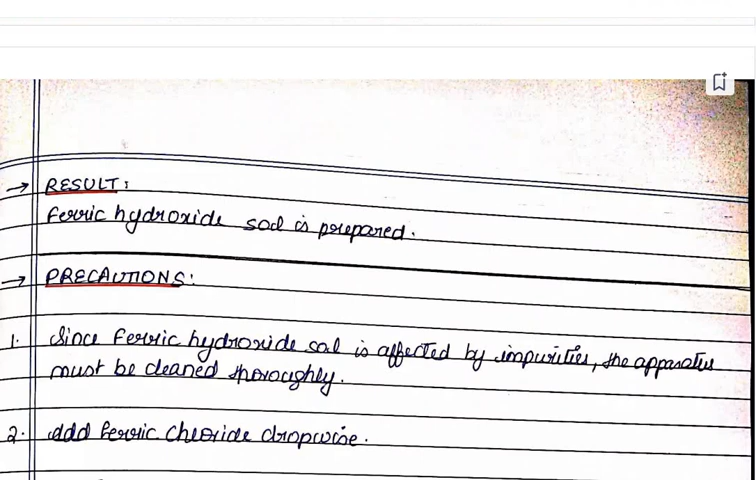 → RESULT:
Ferric hydroxide sol is prepared.
→ PRECAUTIONS:
1. Since Ferric hydroxide sol is affected by impurities, the apparatus
must be cleaned thoroughly.
2. Add Ferric Chloride dropwise.